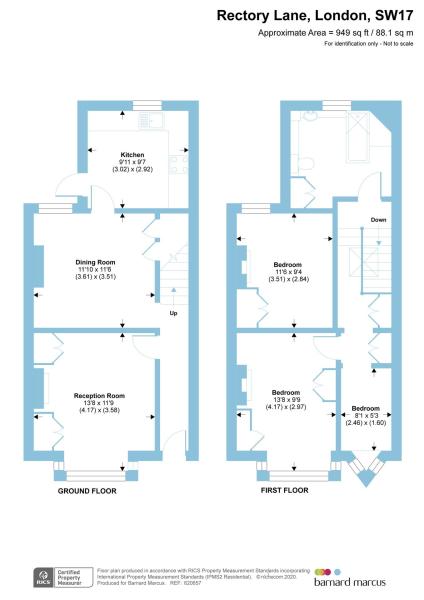 Rectory Lane, London, SW17
Approximate Area = 949 sq ft / 88.1 sq m
For identification only - Not to scale
Kitchen
9'11 x 9'7
(3.02) x (2.92)
Down
Dining Room
11'10 x 11'6
(3.61) x (3.51)
Bedroom
11'6 x 9'4
(3.51) x (2.84)
Up
Reception Room
13'8 x 11'9
(4.17) x (3.58)
Bedroom
13'8 x 9'9
(4.17) x (2.97)
Bedroom
8'1 x 5'3
(2.46) x (1.60)
GROUND FLOOR
FIRST FLOOR
RICS
Certified
Property
Measurer
Floor plan produced in accordance with RICS Property Measurement Standards incorporating
International Property Measurement Standards (IPMS2 Residential). ©nichecom 2020.
Produced for Barnard Marcus. REF: 620857
barnard marcus